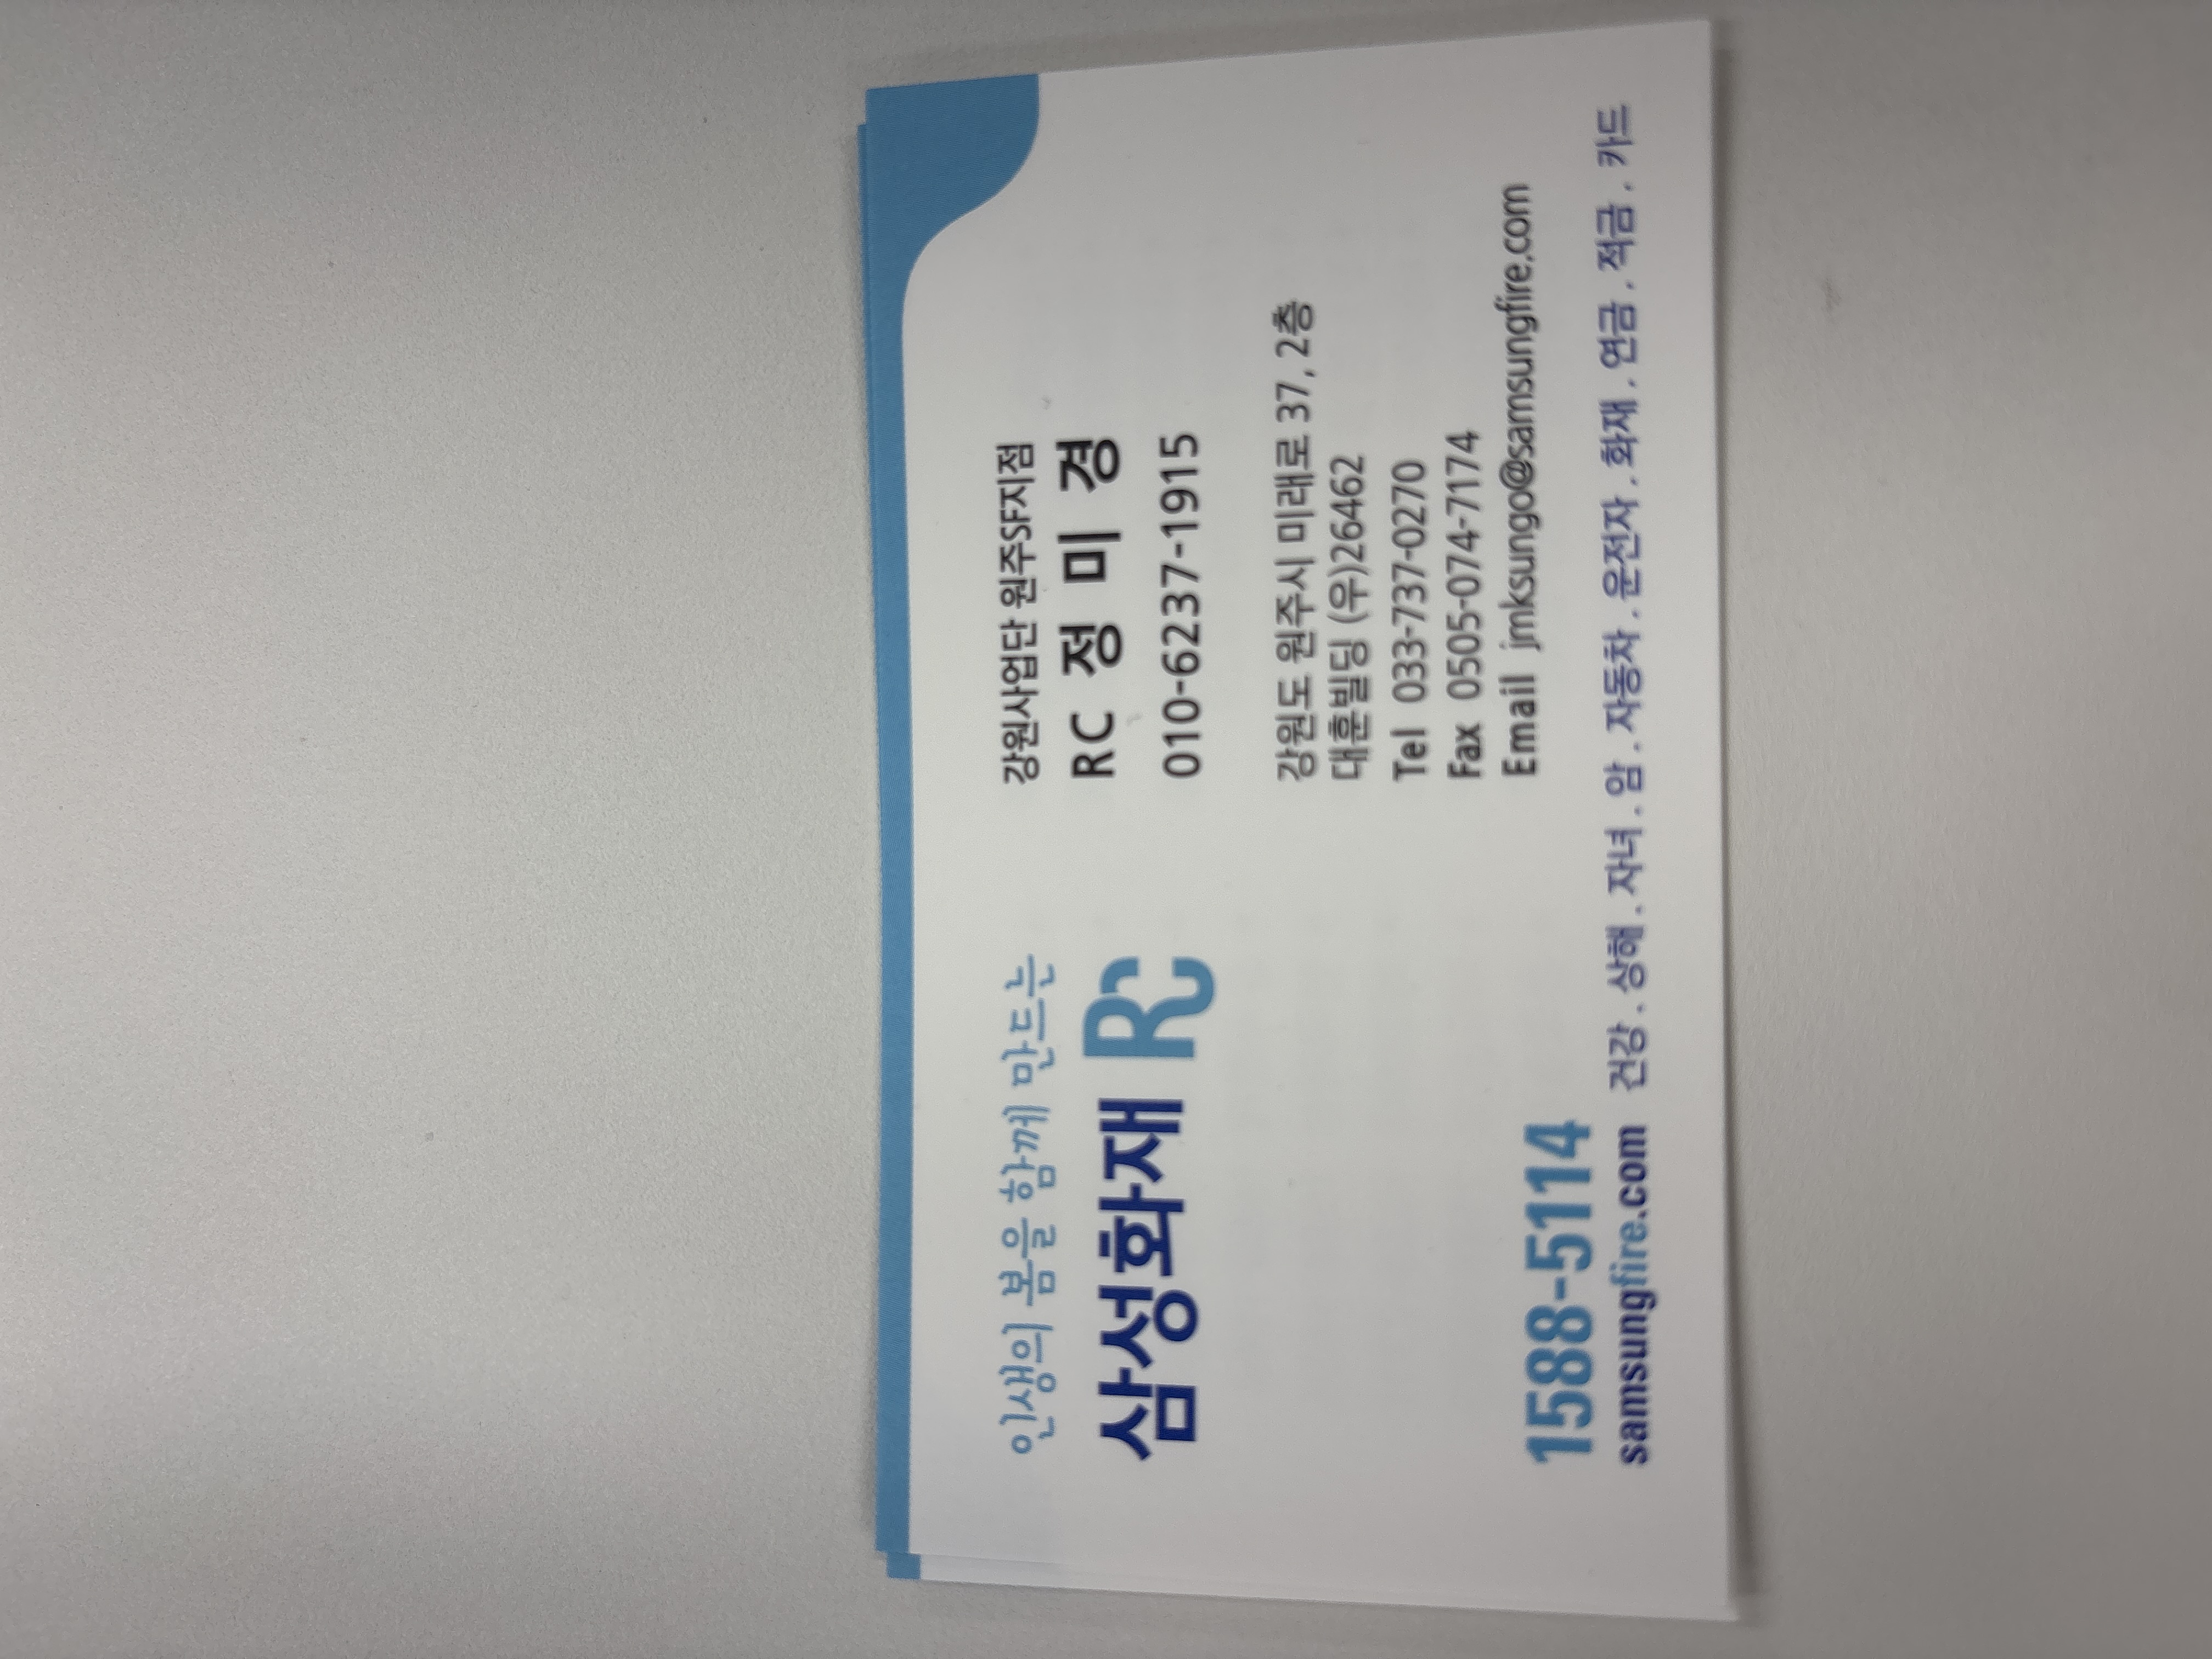 인생의 봄을 함께 만드는
삼성화재 RC
강원사업단 원주SF지점
RC 정 미 경
010-6237-1915
강원도 원주시 미래로 37, 2층
대훈빌딩 (우)26462
Tel 033-737-0270
Fax 0505-074-7174
Email jmksungo@samsungfire.com
1588-5114
samsungfire.com 건강 . 상해 . 자녀 . 암 . 자동차 . 운전자 . 화재 . 연금 . 적금 . 카드